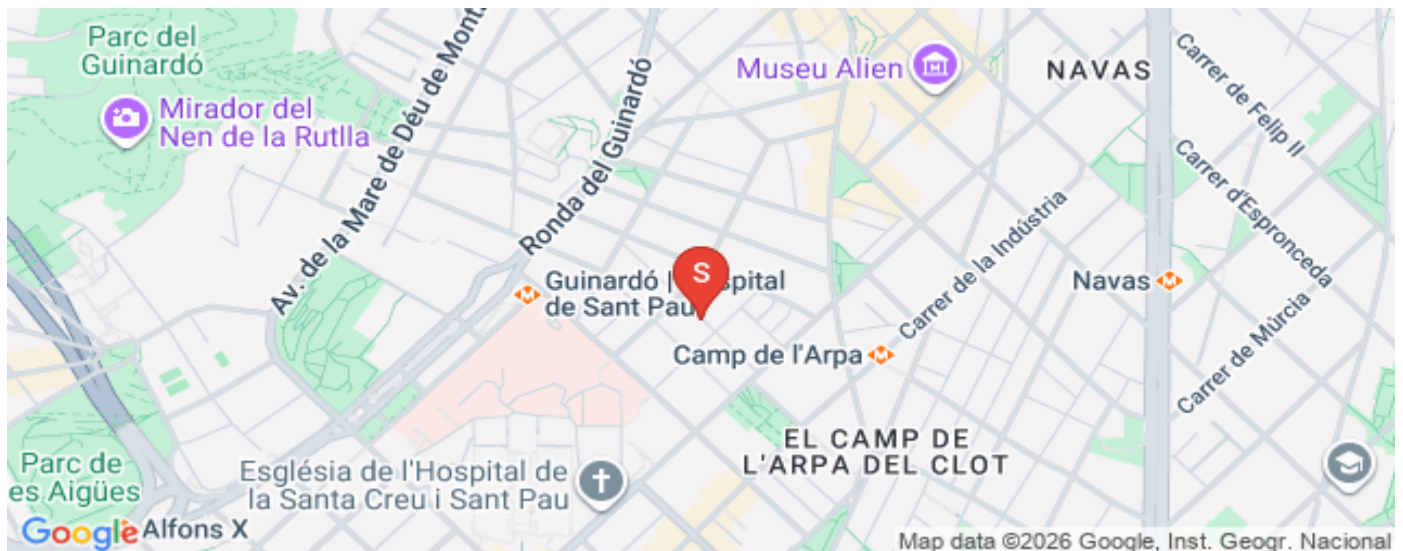 Parc del
Guinardó
Mirador del
Nen de la Rutlla
Av. de la Mare de Déu de Mont
Ronda del Guinardó
Museu Alien
NAVAS
Carrer de Felip II
Carrer d'Espronceda
Carrer de la Indústria
S
Guinardó | Hospital
de Sant Pau
Navas
Camp de l'Arpa
Carrer de Múrcia
EL CAMP DE
L'ARPA DEL CLOT
Parc de
es Aigües
Església de l'Hospital de
la Santa Creu i Sant Pau
Google
Alfons X
Map data ©2026 Google, Inst. Geogr. Nacional